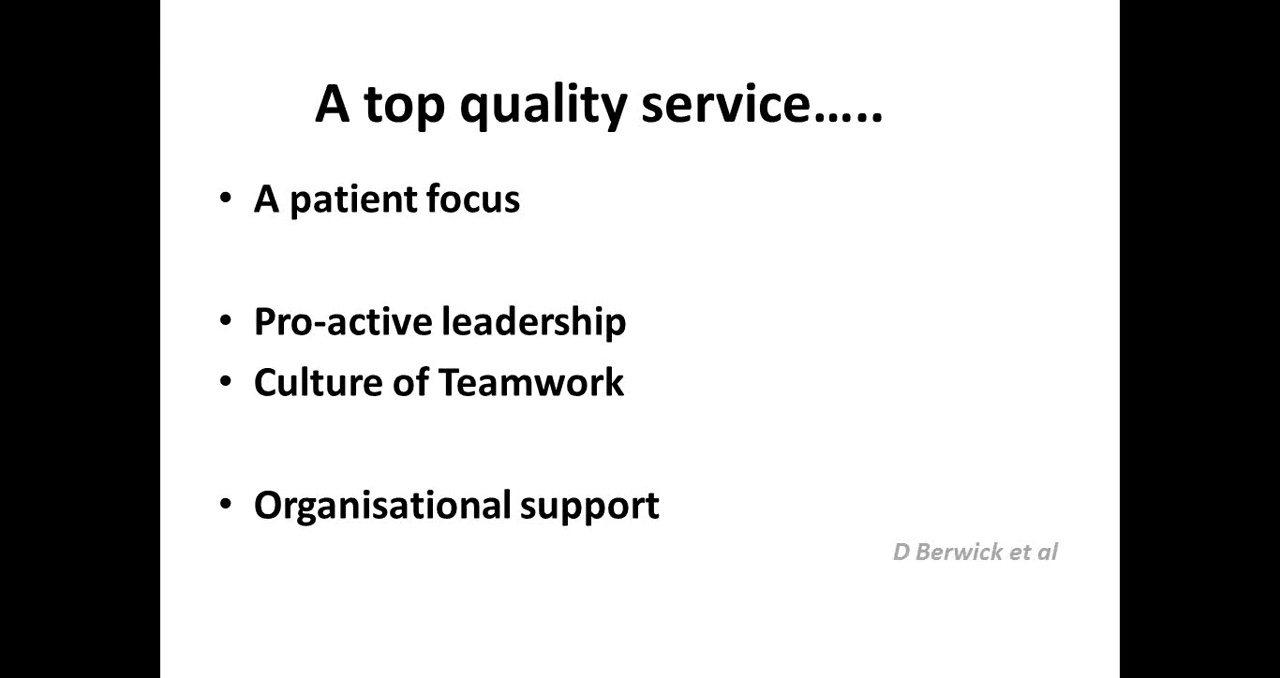 A top quality service.....
• A patient focus
• Pro-active leadership
• Culture of Teamwork
• Organisational support
D Berwick et al